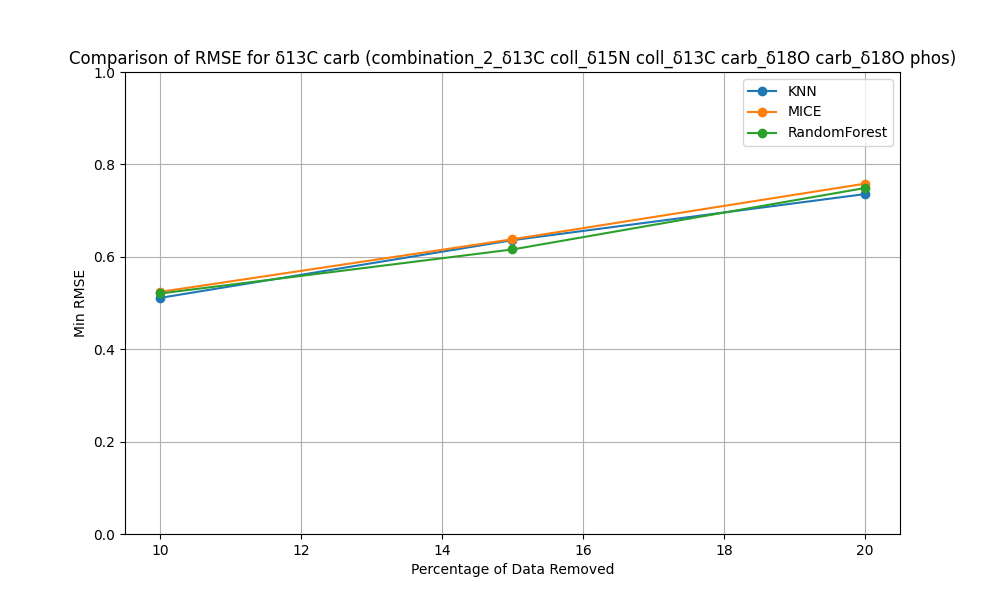 Comparison of RMSE for δ13C carb (combination_2_δ13C coll_δ15N coll_δ13C carb_δ18O carb_δ18O phos)
1.0
0.8
0.6
0.4
0.2
0.0
Min RMSE
KNN
MICE
RandomForest
10
12
14
16
18
20
Percentage of Data Removed